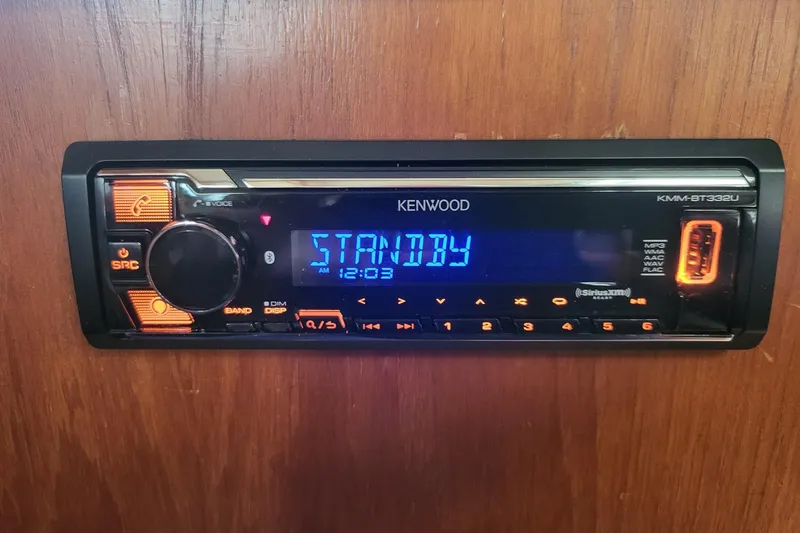 VOICE
KENWOOD
KMM-BT332U
SRC
STANDBY
AM 12:03
MP3
WMA
AAC
WAV
FLAC
((SiriusXM))
READY
DIM
BAND DISP
1 2 3 4 5 6